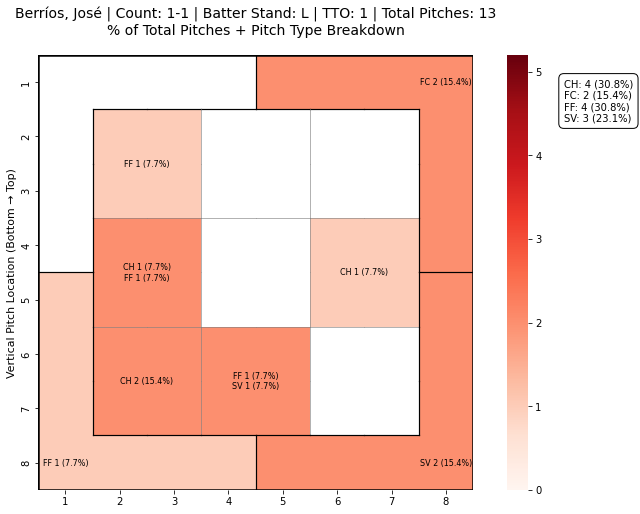 Berríos, José | Count: 1-1 | Batter Stand: L | TTO: 1 | Total Pitches: 13
% of Total Pitches + Pitch Type Breakdown
FC 2 (15.4%)
FF 1 (7.7%)
CH 1 (7.7%)
FF 1 (7.7%)
CH 1 (7.7%)
CH 2 (15.4%)
FF 1 (7.7%)
SV 1 (7.7%)
FF 1 (7.7%)
SV 2 (15.4%)
Vertical Pitch Location (Bottom → Top)
1
2
3
4
5
6
7
8
1 2 3 4 5 6 7 8
5
4
3
2
1
0
CH: 4 (30.8%)
FC: 2 (15.4%)
FF: 4 (30.8%)
SV: 3 (23.1%)